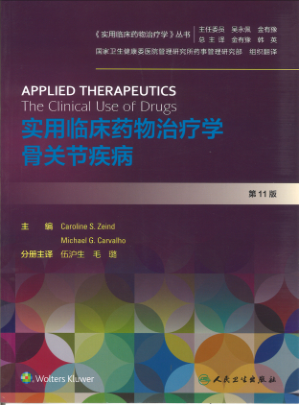 《实用临床药物治疗学》丛书
主任委员 吴永佩 金有豫
总主译 金有豫 韩英
国家卫生健康委医院管理研究所药事管理研究部 组织翻译
APPLIED THERAPEUTICS
The Clinical Use of Drugs
实用临床药物治疗学
骨关节疾病
第11版
主编 Caroline S. Zeind
Michael G. Carvalho
分册主译 伍沪生 毛璐
Wolters Kluwer
人民卫生出版社